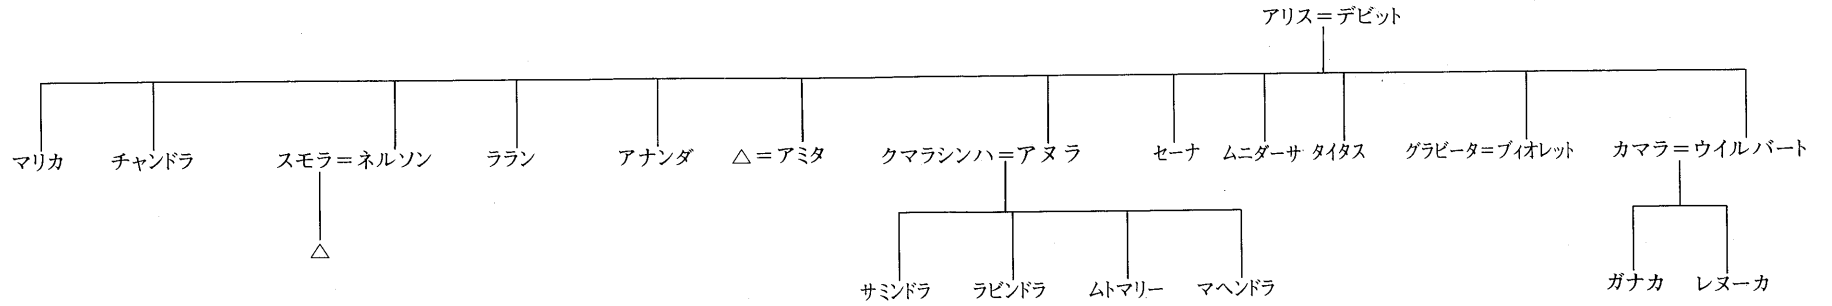 アリス＝デビット
マリカ チャンドラ スモラ＝ネルソン ララン アナンダ △＝アミタ クマラシンハ＝アヌラ セーナ ムニダーサ タイタス グラビータ＝ブィオレット カマラ＝ウイルバート
△
サミンドラ ラビンドラ ムトマリー マヘンドラ ガナカ レヌーカ